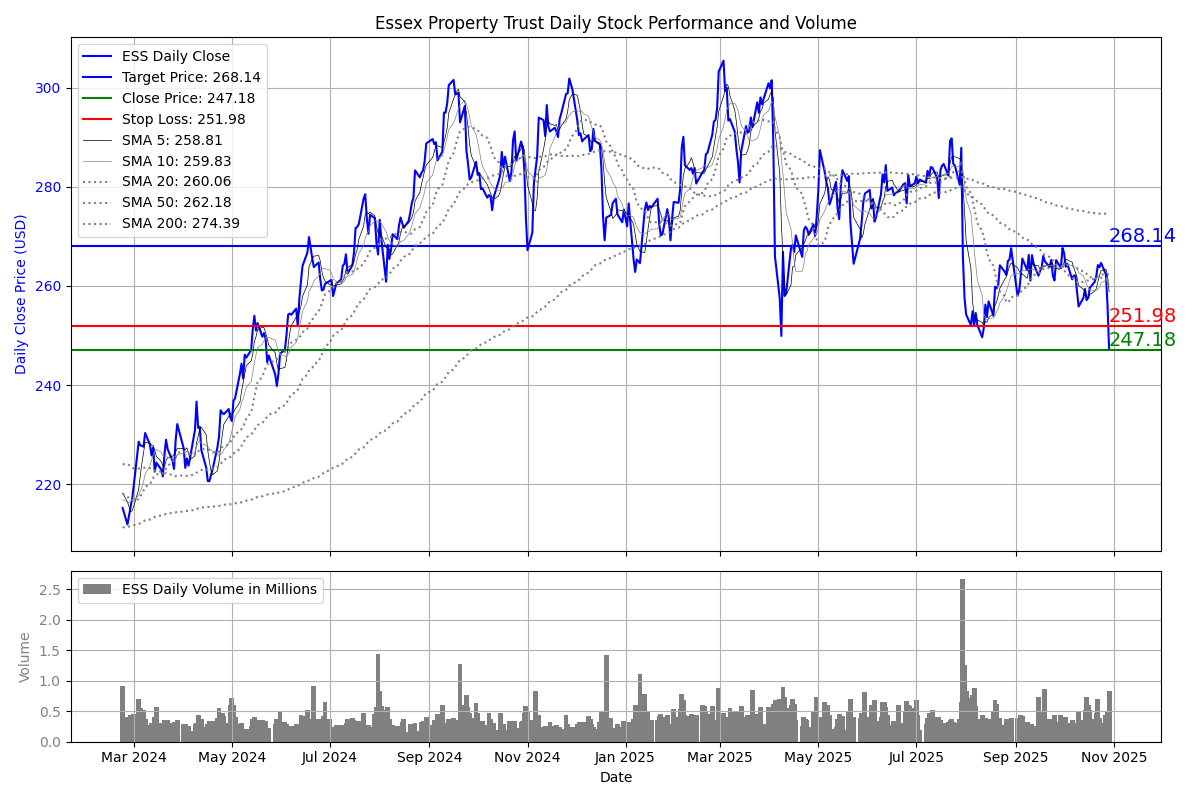 Essex Property Trust Daily Stock Performance and Volume
ESS Daily Close
Target Price: 268.14
Close Price: 247.18
Stop Loss: 251.98
SMA 5: 258.81
SMA 10: 259.83
SMA 20: 260.06
SMA 50: 262.18
SMA 200: 274.39
Daily Close Price (USD)
300
280
260
240
220
268.14
251.98
247.18
ESS Daily Volume in Millions
Volume
2.5
2.0
1.5
1.0
0.5
0.0
Mar 2024 May 2024 Jul 2024 Sep 2024 Nov 2024 Jan 2025 Mar 2025 May 2025 Jul 2025 Sep 2025 Nov 2025
Date